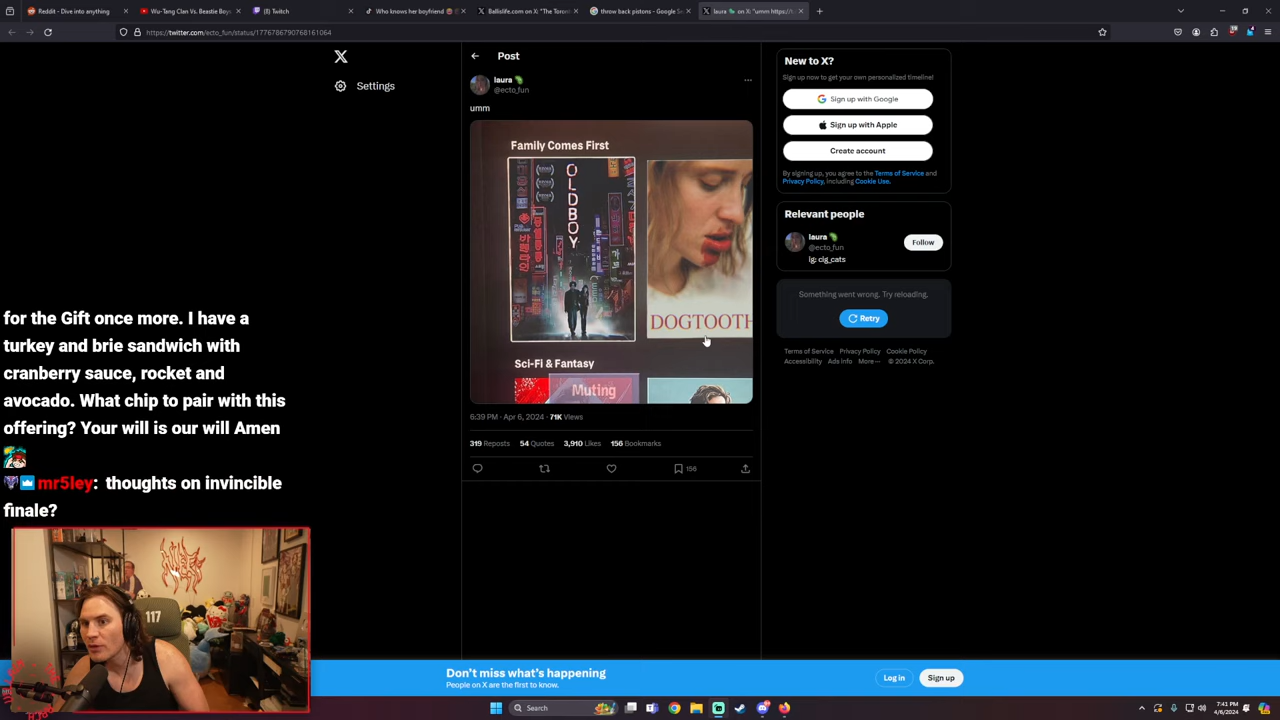 Reddit - Dive into anything
Wu-Tang Clan Vs. Beastie Boys
Twitch
Who knows her boyfriend
Ballislife.com on X: "The Toront
throw back pistons - Google Se
laura on X: "umm https://t.
https://twitter.com/ecto_fun/status/1776786790768161064
Settings
Post
laura
@ecto_fun
umm
Family Comes First
OLDBOY
DOGTOOTH
Sci-Fi & Fantasy
Muting
6:39 PM · Apr 6, 2024 · 71K Views
319 Reposts 54 Quotes 3,910 Likes 156 Bookmarks
156
New to X?
Sign up now to get your own personalized timeline!
Sign up with Google
Sign up with Apple
Create account
By signing up, you agree to the Terms of Service and
Privacy Policy, including Cookie Use.
Relevant people
laura
@ecto_fun
Follow
ig: cig_cats
Something went wrong. Try reloading.
Retry
Terms of Service Privacy Policy Cookie Policy
Accessibility Ads info More ··· © 2024 X Corp.
for the Gift once more. I have a
turkey and brie sandwich with
cranberry sauce, rocket and
avocado. What chip to pair with this
offering? Your will is our will Amen
mr5ley: thoughts on invincible
finale?
117
Don't miss what's happening
People on X are the first to know.
Log in
Sign up
Search
7:41 PM
4/6/2024